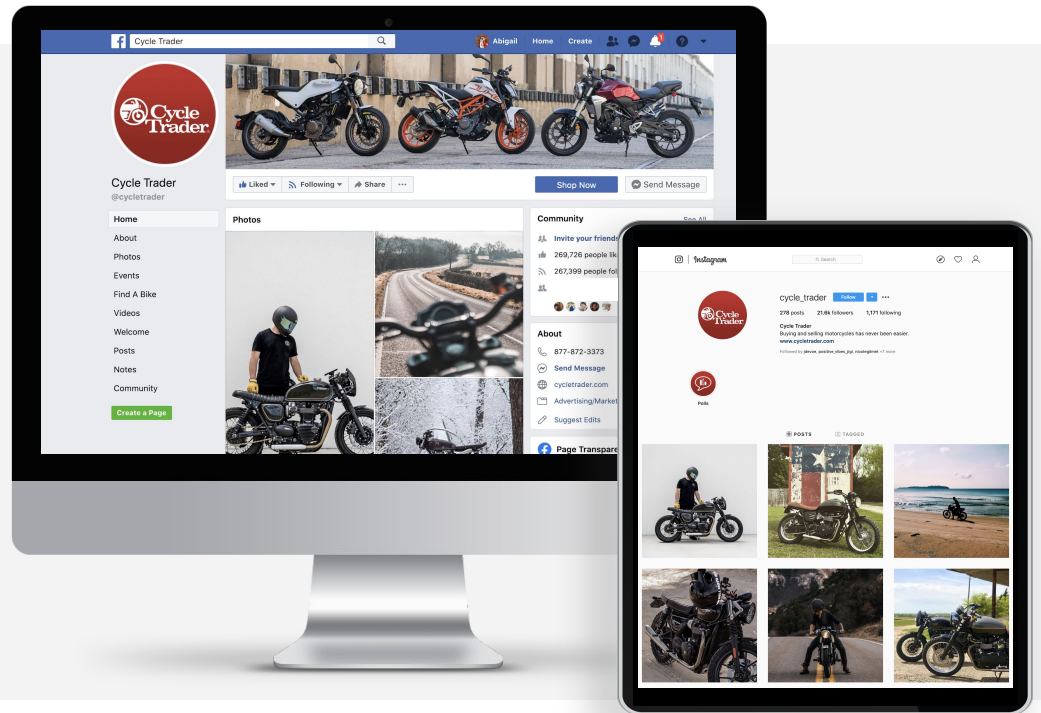 Cycle Trader
Abigail
Home
Create
1
Cycle
Trader
Cycle Trader
@cycletrader
Home
About
Photos
Events
Find A Bike
Videos
Welcome
Posts
Notes
Community
Create a Page
Liked
Following
Share
Shop Now
Send Message
Photos
Community
See All
Invite your friends
269,726 people lik
267,399 people fol
About
877-872-3373
Send Message
cycletrader.com
Advertising/Market
Suggest Edits
Page Transpare
Instagram
Search
Cycle
Trader
cycle_trader
Follow
278 posts 21.6k followers 1,171 following
Cycle Trader
Buying and selling motorcycles has never been easier.
www.cycletrader.com
Polls
POSTS
TAGGED